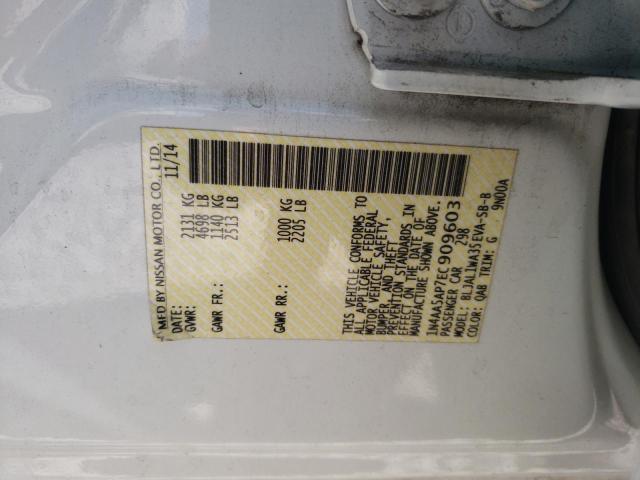 MFD BY NISSAN MOTOR CO., LTD.
DATE: 11/14
GVWR: 2131 KG
4698 LB
GAWR FR.: 1140 KG
2513 LB
GAWR RR.: 1000 KG
2205 LB
THIS VEHICLE CONFORMS TO
ALL APPLICABLE FEDERAL
MOTOR VEHICLE SAFETY,
BUMPER, AND THEFT
PREVENTION STANDARDS IN
EFFECT ON THE DATE OF
MANUFACTURE SHOWN ABOVE.
1N4AA5AP7EC909603
PASSENGER CAR 298
MODEL: BLJALIWA35EVA-SB-B
COLOR: QAB TRIM: G 9N00A